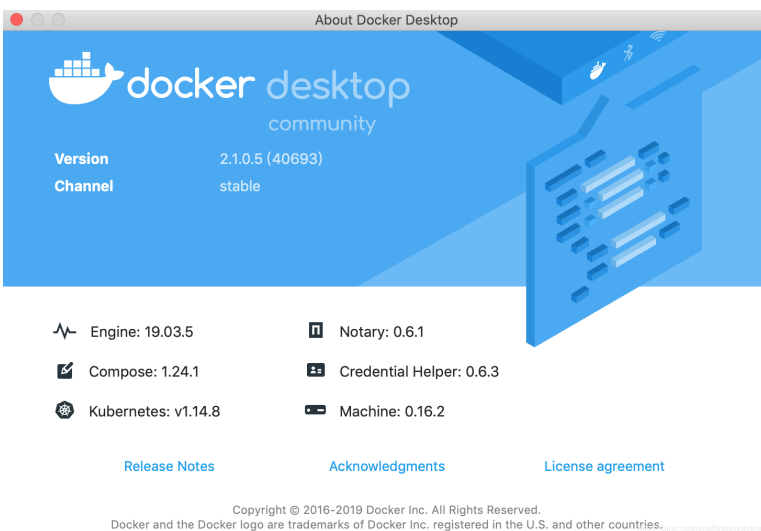 About Docker Desktop
docker desktop
community
Version 2.1.0.5 (40693)
Channel stable
Engine: 19.03.5 Notary: 0.6.1
Compose: 1.24.1 Credential Helper: 0.6.3
Kubernetes: v1.14.8 Machine: 0.16.2
Release Notes Acknowledgments License agreement
Copyright © 2016-2019 Docker Inc. All Rights Reserved.
Docker and the Docker logo are trademarks of Docker Inc. registered in the U.S. and other countries.